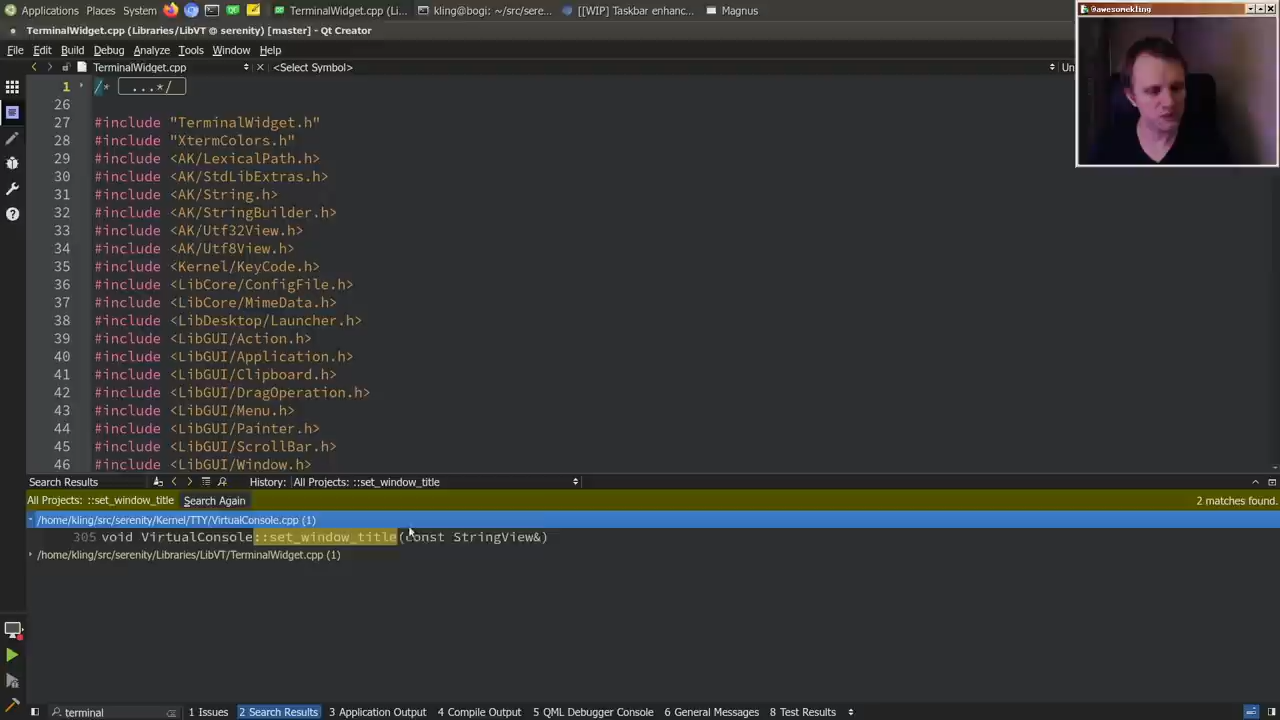 Applications Places System TerminalWidget.cpp (Li... kling@bogi: ~/src/sere... [[WIP] Taskbar enhanc... Magnus
@awesomekling
TerminalWidget.cpp (Libraries/LibVT @ serenity) [master] - Qt Creator
File Edit Build Debug Analyze Tools Window Help
TerminalWidget.cpp <Select Symbol> Un
1 /* ...*/
26
27 #include "TerminalWidget.h"
28 #include "XtermColors.h"
29 #include <AK/LexicalPath.h>
30 #include <AK/StdLibExtras.h>
31 #include <AK/String.h>
32 #include <AK/StringBuilder.h>
33 #include <AK/Utf32View.h>
34 #include <AK/Utf8View.h>
35 #include <Kernel/KeyCode.h>
36 #include <LibCore/ConfigFile.h>
37 #include <LibCore/MimeData.h>
38 #include <LibDesktop/Launcher.h>
39 #include <LibGUI/Action.h>
40 #include <LibGUI/Application.h>
41 #include <LibGUI/Clipboard.h>
42 #include <LibGUI/DragOperation.h>
43 #include <LibGUI/Menu.h>
44 #include <LibGUI/Painter.h>
45 #include <LibGUI/ScrollBar.h>
46 #include <LibGUI/Window.h>
Search Results History: All Projects: ::set_window_title
All Projects: ::set_window_title Search Again 2 matches found.
/home/kling/src/serenity/Kernel/TTY/VirtualConsole.cpp (1)
305 void VirtualConsole::set_window_title(const StringView&)
/home/kling/src/serenity/Libraries/LibVT/TerminalWidget.cpp (1)
terminal 1 Issues 2 Search Results 3 Application Output 4 Compile Output 5 QML Debugger Console 6 General Messages 8 Test Results